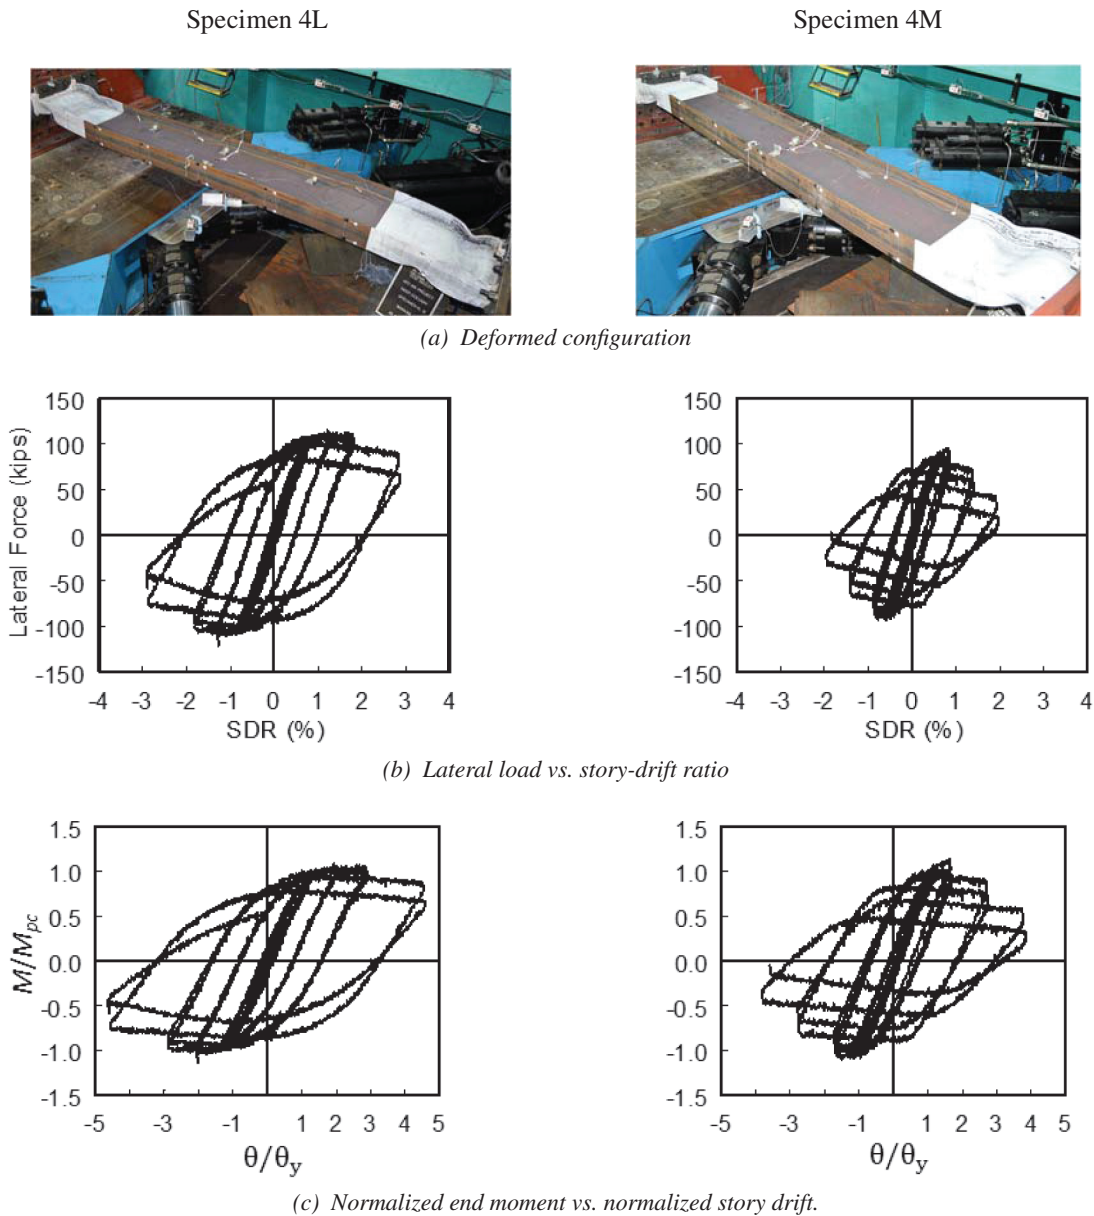 Specimen 4L
Specimen 4M
(a) Deformed configuration
150
100
50
0
-50
-100
-150
Lateral Force (kips)
-4 -3 -2 -1 0 1 2 3 4
SDR (%)
150
100
50
0
-50
-100
-150
-4 -3 -2 -1 0 1 2 3 4
SDR (%)
(b) Lateral load vs. story-drift ratio
1.5
1.0
0.5
0.0
-0.5
-1.0
-1.5
M/Mpc
-5 -3 -1 1 2 3 4 5
θ/θy
1.5
1.0
0.5
0.0
-0.5
-1.0
-1.5
-5 -3 -1 1 2 3 4 5
θ/θy
(c) Normalized end moment vs. normalized story drift.